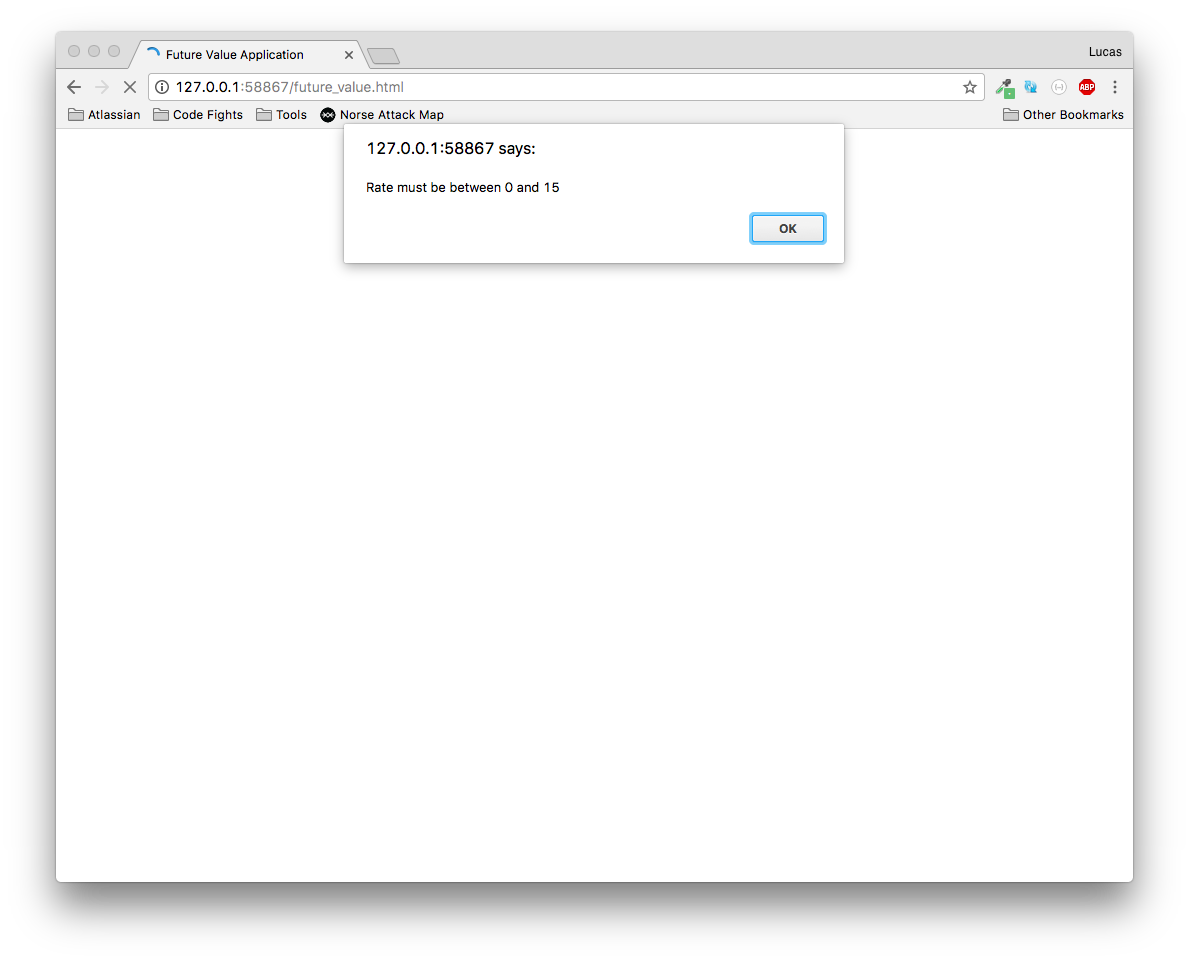 Future Value Application
Lucas
127.0.0.1:58867/future_value.html
ABP
Atlassian
Code Fights
Tools
Norse Attack Map
Other Bookmarks
127.0.0.1:58867 says:
Rate must be between 0 and 15
OK